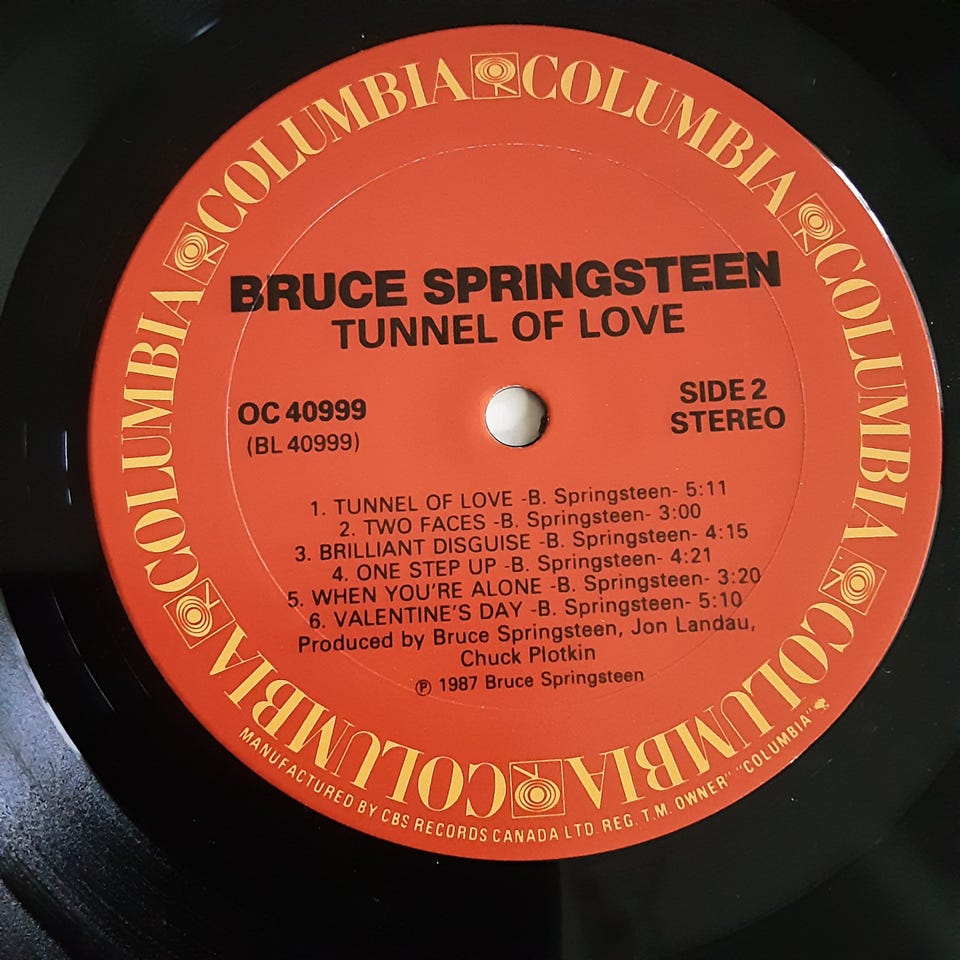 COLUMBIA COLUMBIA COLUMBIA COLUMBIA COLUMBIA COLUMBIA
BRUCE SPRINGSTEEN
TUNNEL OF LOVE
OC 40999
(BL 40999)
SIDE 2
STEREO
1. TUNNEL OF LOVE -B. Springsteen- 5:11
2. TWO FACES -B. Springsteen- 3:00
3. BRILLIANT DISGUISE -B. Springsteen- 4:15
4. ONE STEP UP -B. Springsteen- 4:21
5. WHEN YOU'RE ALONE -B. Springsteen- 3:20
6. VALENTINE'S DAY -B. Springsteen- 5:10
Produced by Bruce Springsteen, Jon Landau,
Chuck Plotkin
℗ 1987 Bruce Springsteen
MANUFACTURED BY CBS RECORDS CANADA LTD. REG. T.M. OWNER" "COLUMBIA"